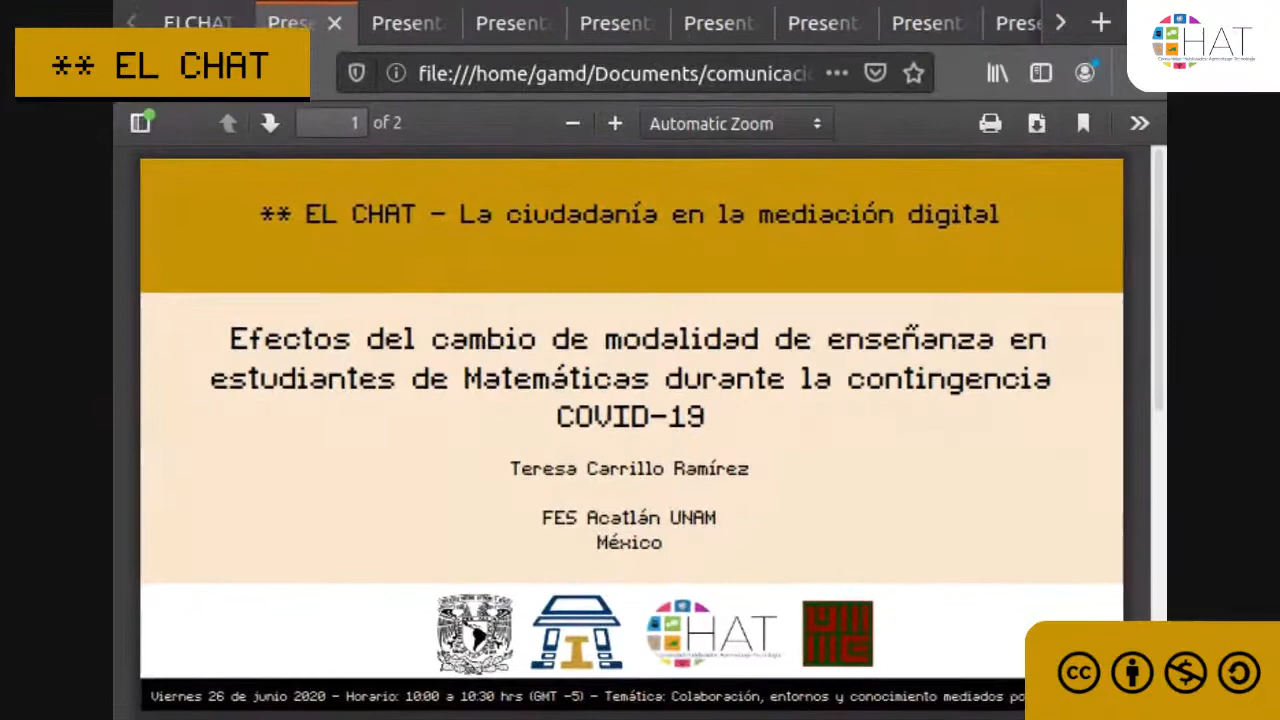 ELCHAT
Prese
Present
Present
Present
Present
Present
Present
Prese
** EL CHAT
HAT
file:///home/gamd/Documents/comunicaci
1 of 2
Automatic Zoom
** EL CHAT - La ciudadanía en la mediación digital
Efectos del cambio de modalidad de enseñanza en
estudiantes de Matemáticas durante la contingencia
COVID-19
Teresa Carrillo Ramírez
FES Acatlán UNAM
México
HAT
cc
Viernes 26 de junio 2020 - Horario: 10:00 a 10:30 hrs (GMT -5) - Temática: Colaboración, entornos y conocimiento mediados po